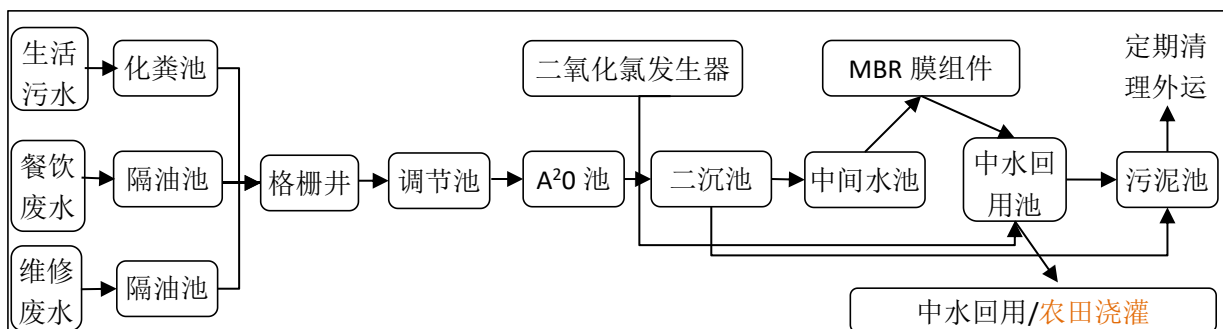 生活
污水
化粪池
餐饮
废水
隔油池
维修
废水
隔油池
格栅井
调节池
A²0 池
二氧化氯发生器
二沉池
中间水池
MBR 膜组件
中水回
用池
污泥池
定期清
理外运
中水回用/农田浇灌